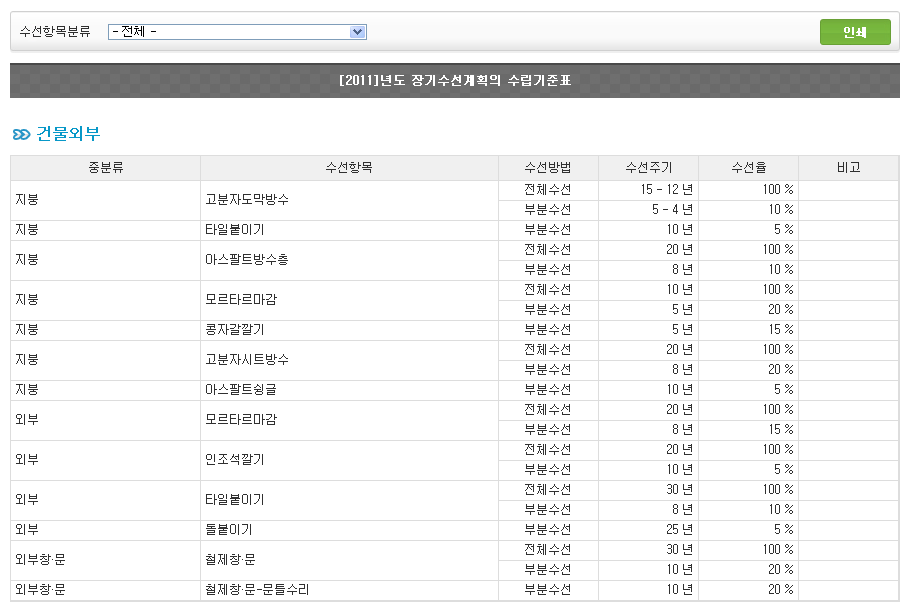 수선항목분류 - 전체 - 인쇄
[2011]년도 장기수선계획의 수립기준표
건물외부
중분류 수선항목 수선방법 수선주기 수선율 비고
지붕 고분자도막방수 전체수선 15 - 12 년 100 %
부분수선 5 - 4 년 10 %
지붕 타일붙이기 부분수선 10 년 5 %
지붕 아스팔트방수층 전체수선 20 년 100 %
부분수선 8 년 10 %
지붕 모르타르마감 전체수선 10 년 100 %
부분수선 5 년 20 %
지붕 콩자갈깔기 부분수선 5 년 15 %
지붕 고분자시트방수 전체수선 20 년 100 %
부분수선 8 년 20 %
지붕 아스팔트슁글 부분수선 10 년 5 %
외부 모르타르마감 전체수선 20 년 100 %
부분수선 8 년 15 %
외부 인조석깔기 전체수선 20 년 100 %
부분수선 10 년 5 %
외부 타일붙이기 전체수선 30 년 100 %
부분수선 8 년 10 %
외부 돌붙이기 부분수선 25 년 5 %
외부창·문 철제창·문 전체수선 30 년 100 %
부분수선 10 년 20 %
외부창·문 철제창·문-문틀수리 부분수선 10 년 20 %